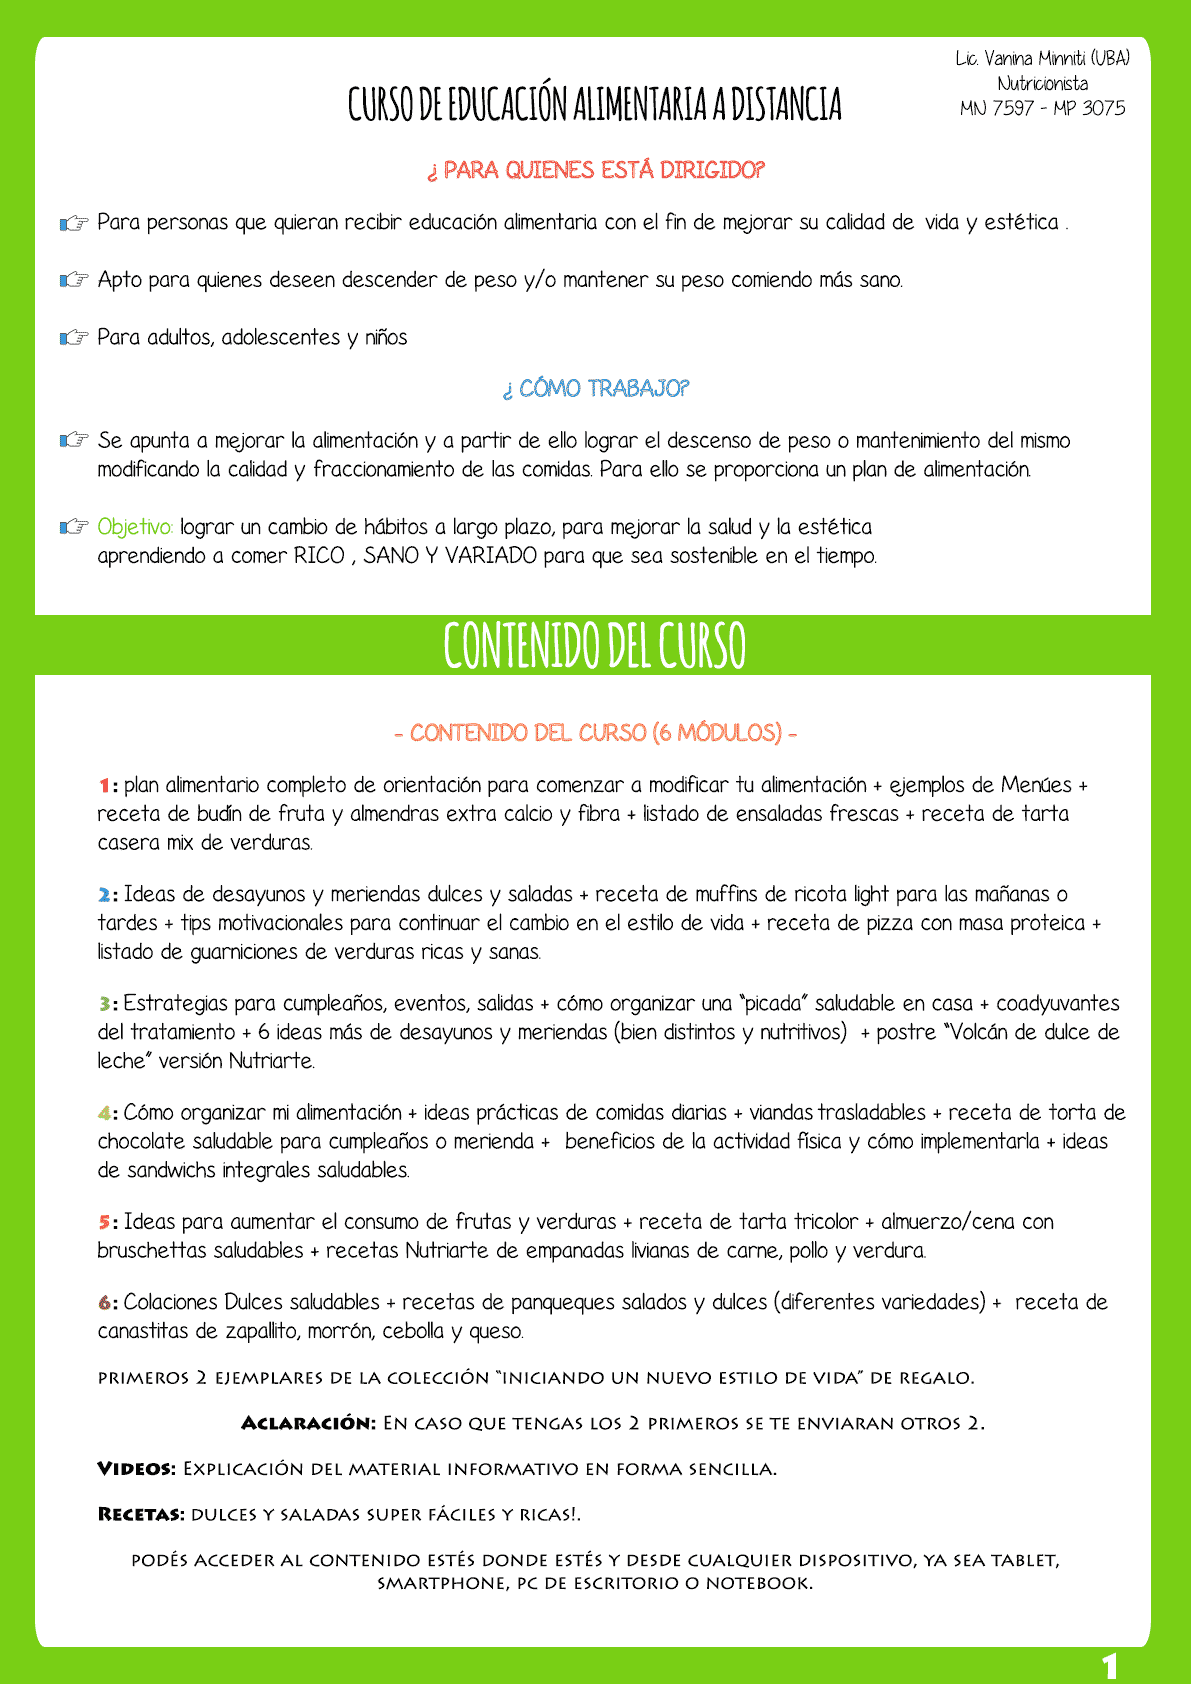 Lic. Vanina Minniti (UBA)
Nutricionista
MN 7597 - MP 3075
CURSO DE EDUCACIÓN ALIMENTARIA A DISTANCIA
¿ PARA QUIENES ESTÁ DIRIGIDO?
Para personas que quieran recibir educación alimentaria con el fin de mejorar su calidad de vida y estética .
Apto para quienes deseen descender de peso y/o mantener su peso comiendo más sano.
Para adultos, adolescentes y niños
¿ CÓMO TRABAJO?
Se apunta a mejorar la alimentación y a partir de ello lograr el descenso de peso o mantenimiento del mismo
modificando la calidad y fraccionamiento de las comidas. Para ello se proporciona un plan de alimentación.
Objetivo: lograr un cambio de hábitos a largo plazo, para mejorar la salud y la estética
aprendiendo a comer RICO , SANO Y VARIADO para que sea sostenible en el tiempo.
CONTENIDO DEL CURSO
- CONTENIDO DEL CURSO (6 MÓDULOS) -
1: plan alimentario completo de orientación para comenzar a modificar tu alimentación + ejemplos de Menúes +
receta de budín de fruta y almendras extra calcio y fibra + listado de ensaladas frescas + receta de tarta
casera mix de verduras.
2: Ideas de desayunos y meriendas dulces y saladas + receta de muffins de ricota light para las mañanas o
tardes + tips motivacionales para continuar el cambio en el estilo de vida + receta de pizza con masa proteica +
listado de guarniciones de verduras ricas y sanas.
3: Estrategias para cumpleaños, eventos, salidas + cómo organizar una "picada" saludable en casa + coadyuvantes
del tratamiento + 6 ideas más de desayunos y meriendas (bien distintos y nutritivos) + postre "Volcán de dulce de
leche" versión Nutriarte.
4: Cómo organizar mi alimentación + ideas prácticas de comidas diarias + viandas trasladables + receta de torta de
chocolate saludable para cumpleaños o merienda + beneficios de la actividad física y cómo implementarla + ideas
de sandwichs integrales saludables.
5: Ideas para aumentar el consumo de frutas y verduras + receta de tarta tricolor + almuerzo/cena con
bruschettas saludables + recetas Nutriarte de empanadas livianas de carne, pollo y verdura.
6: Colaciones Dulces saludables + recetas de panqueques salados y dulces (diferentes variedades) + receta de
canastitas de zapallito, morrón, cebolla y queso.
PRIMEROS 2 EJEMPLARES DE LA COLECCIÓN "INICIANDO UN NUEVO ESTILO DE VIDA" DE REGALO.
ACLARACIÓN: EN CASO QUE TENGAS LOS 2 PRIMEROS SE TE ENVIARAN OTROS 2.
VIDEOS: EXPLICACIÓN DEL MATERIAL INFORMATIVO EN FORMA SENCILLA.
RECETAS: DULCES Y SALADAS SUPER FÁCILES Y RICAS!.
PODÉS ACCEDER AL CONTENIDO ESTÉS DONDE ESTÉS Y DESDE CUALQUIER DISPOSITIVO, YA SEA TABLET,
SMARTPHONE, PC DE ESCRITORIO O NOTEBOOK.
1